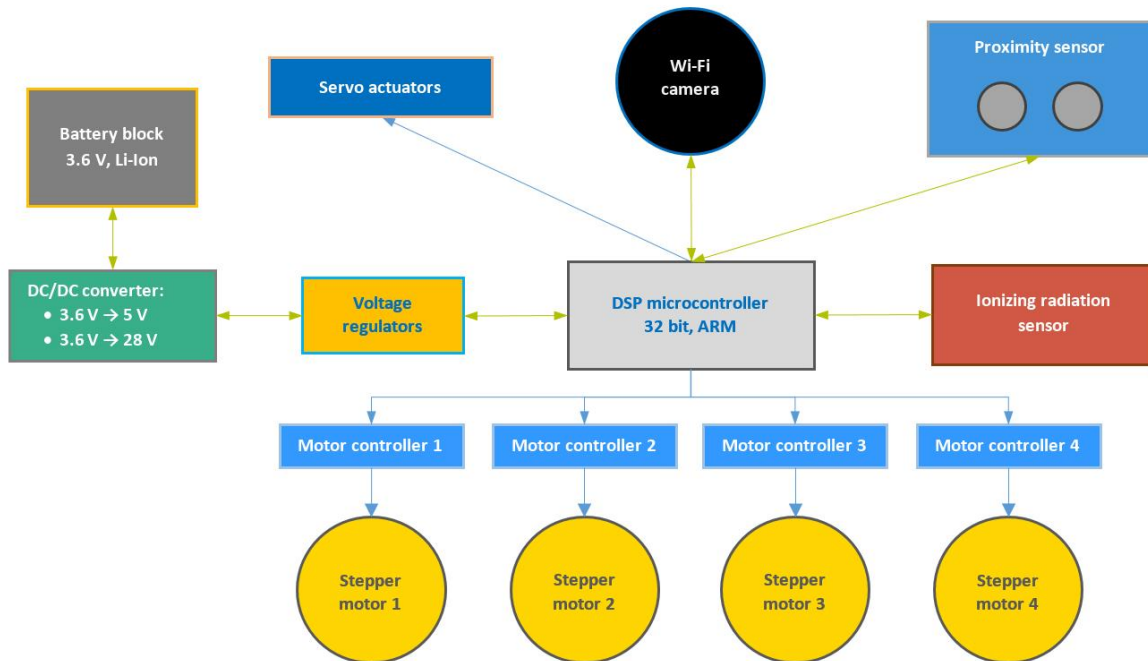 Servo actuators
Wi-Fi
camera
Proximity sensor
Battery block
3.6 V, Li-Ion
DC/DC converter:
• 3.6 V → 5 V
• 3.6 V → 28 V
Voltage
regulators
DSP microcontroller
32 bit, ARM
Ionizing radiation
sensor
Motor controller 1
Motor controller 2
Motor controller 3
Motor controller 4
Stepper
motor 1
Stepper
motor 2
Stepper
motor 3
Stepper
motor 4